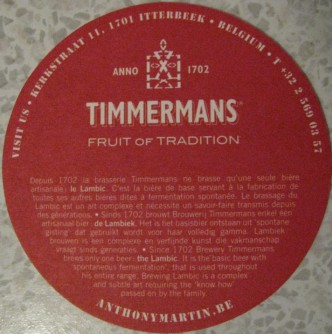 VISIT US • KERKSTRAAT 11, 1701 ITTERBEEK • BELGIUM • T +32 2 569 03 57
ANNO 1702
TIMMERMANS
FRUIT OF TRADITION
Depuis 1702 la brasserie Timmermans ne brasse qu'une seule bière
artisanale: le Lambic. C'est la bière de base servant à la fabrication de
toutes ses autres bières dites à fermentation spontanée. Le brassage du
Lambic est un art complexe et nécessite un savoir-faire transmis depuis
des générations. • Sinds 1702 brouwt Brouwerij Timmermans enkel één
artisanaal bier: de Lambiek. Het is het basisbier ontstaan uit 'spontane
gisting' dat gebruikt wordt voor haar volledig gamma. Lambiek
brouwen is een complexe en verfijnde kunst die vakmanschap
vraagt sinds generaties. • Since 1702 Brewery Timmermans
brews only one beer: the Lambic. It is the 'basic beer with
spontaneous fermentation', that is used throughout
his entire range. Brewing Lambic is a complex
and subtle art requiring the 'know how'
passed on by the family.
ANTHONYMARTIN.BE